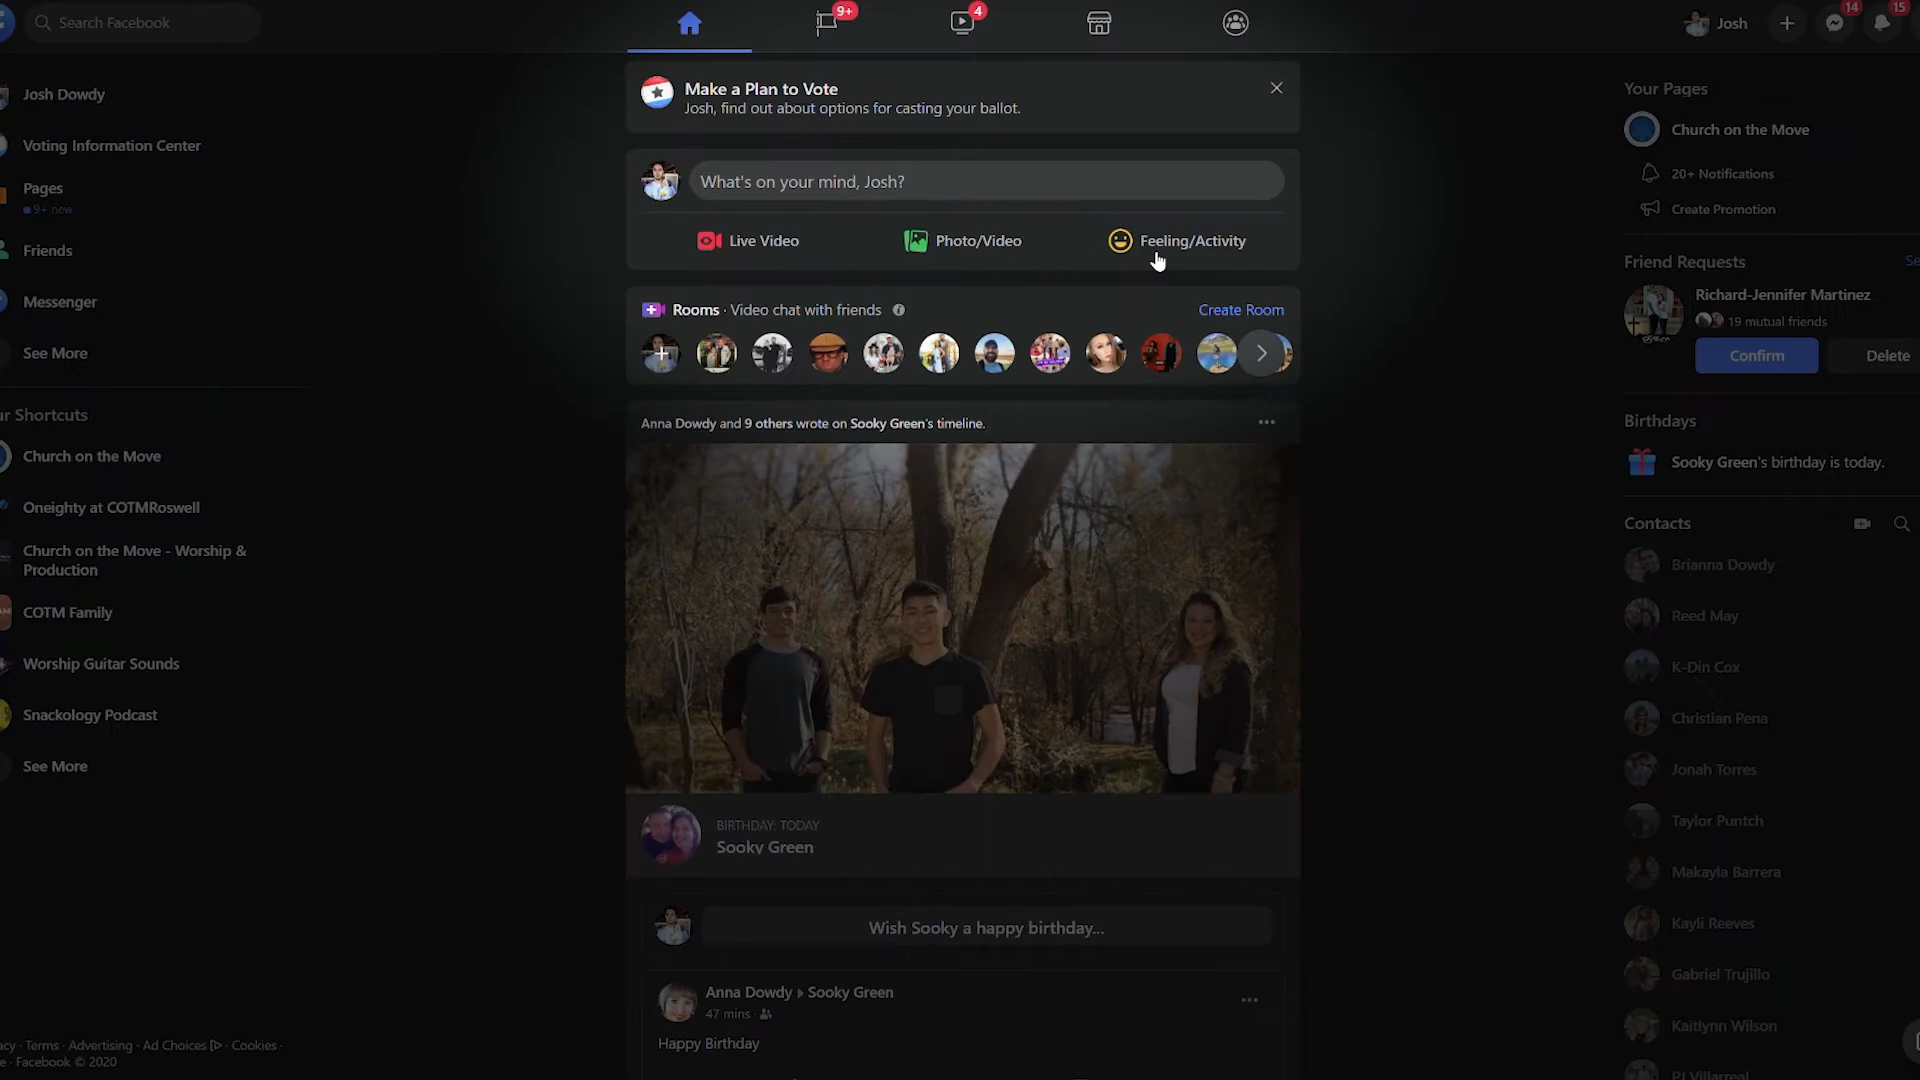 Search Facebook
9+
4
Josh
14
15
Josh Dowdy
Voting Information Center
Pages
9+ new
Friends
Messenger
See More
ur Shortcuts
Church on the Move
Oneighty at COTMRoswell
Church on the Move - Worship &
Production
COTM Family
Worship Guitar Sounds
Snackology Podcast
See More
acy · Terms · Advertising · Ad Choices · Cookies ·
e · Facebook © 2020
Make a Plan to Vote
Josh, find out about options for casting your ballot.
What's on your mind, Josh?
Live Video
Photo/Video
Feeling/Activity
Rooms · Video chat with friends
Create Room
Anna Dowdy and 9 others wrote on Sooky Green's timeline.
BIRTHDAY: TODAY
Sooky Green
Wish Sooky a happy birthday...
Anna Dowdy Sooky Green
47 mins ·
Happy Birthday
Your Pages
Church on the Move
20+ Notifications
Create Promotion
Friend Requests
Se
Richard-Jennifer Martinez
19 mutual friends
Confirm
Delete
Birthdays
Sooky Green's birthday is today.
Contacts
Brianna Dowdy
Reed May
K-Din Cox
Christian Pena
Jonah Torres
Taylor Puntch
Makayla Barrera
Kayli Reeves
Gabriel Trujillo
Kaitlynn Wilson
PJ Villarreal